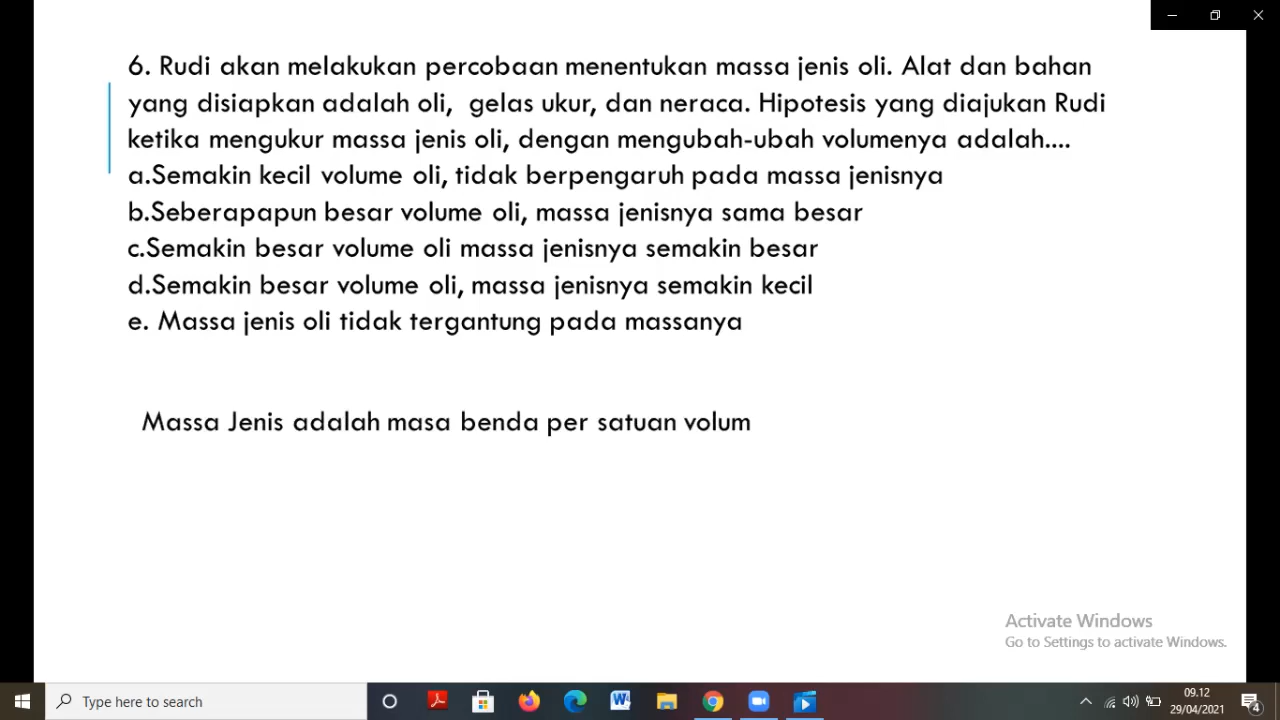 6. Rudi akan melakukan percobaan menentukan massa jenis oli. Alat dan bahan
yang disiapkan adalah oli,  gelas ukur, dan neraca. Hipotesis yang diajukan Rudi
ketika mengukur massa jenis oli, dengan mengubah-ubah volumenya adalah....
a.Semakin kecil volume oli, tidak berpengaruh pada massa jenisnya
b.Seberapapun besar volume oli, massa jenisnya sama besar
c.Semakin besar volume oli massa jenisnya semakin besar
d.Semakin besar volume oli, massa jenisnya semakin kecil
e. Massa jenis oli tidak tergantung pada massanya
Massa Jenis adalah masa benda per satuan volum
Activate Windows
Go to Settings to activate Windows.
Type here to search
09.12
29/04/2021
4